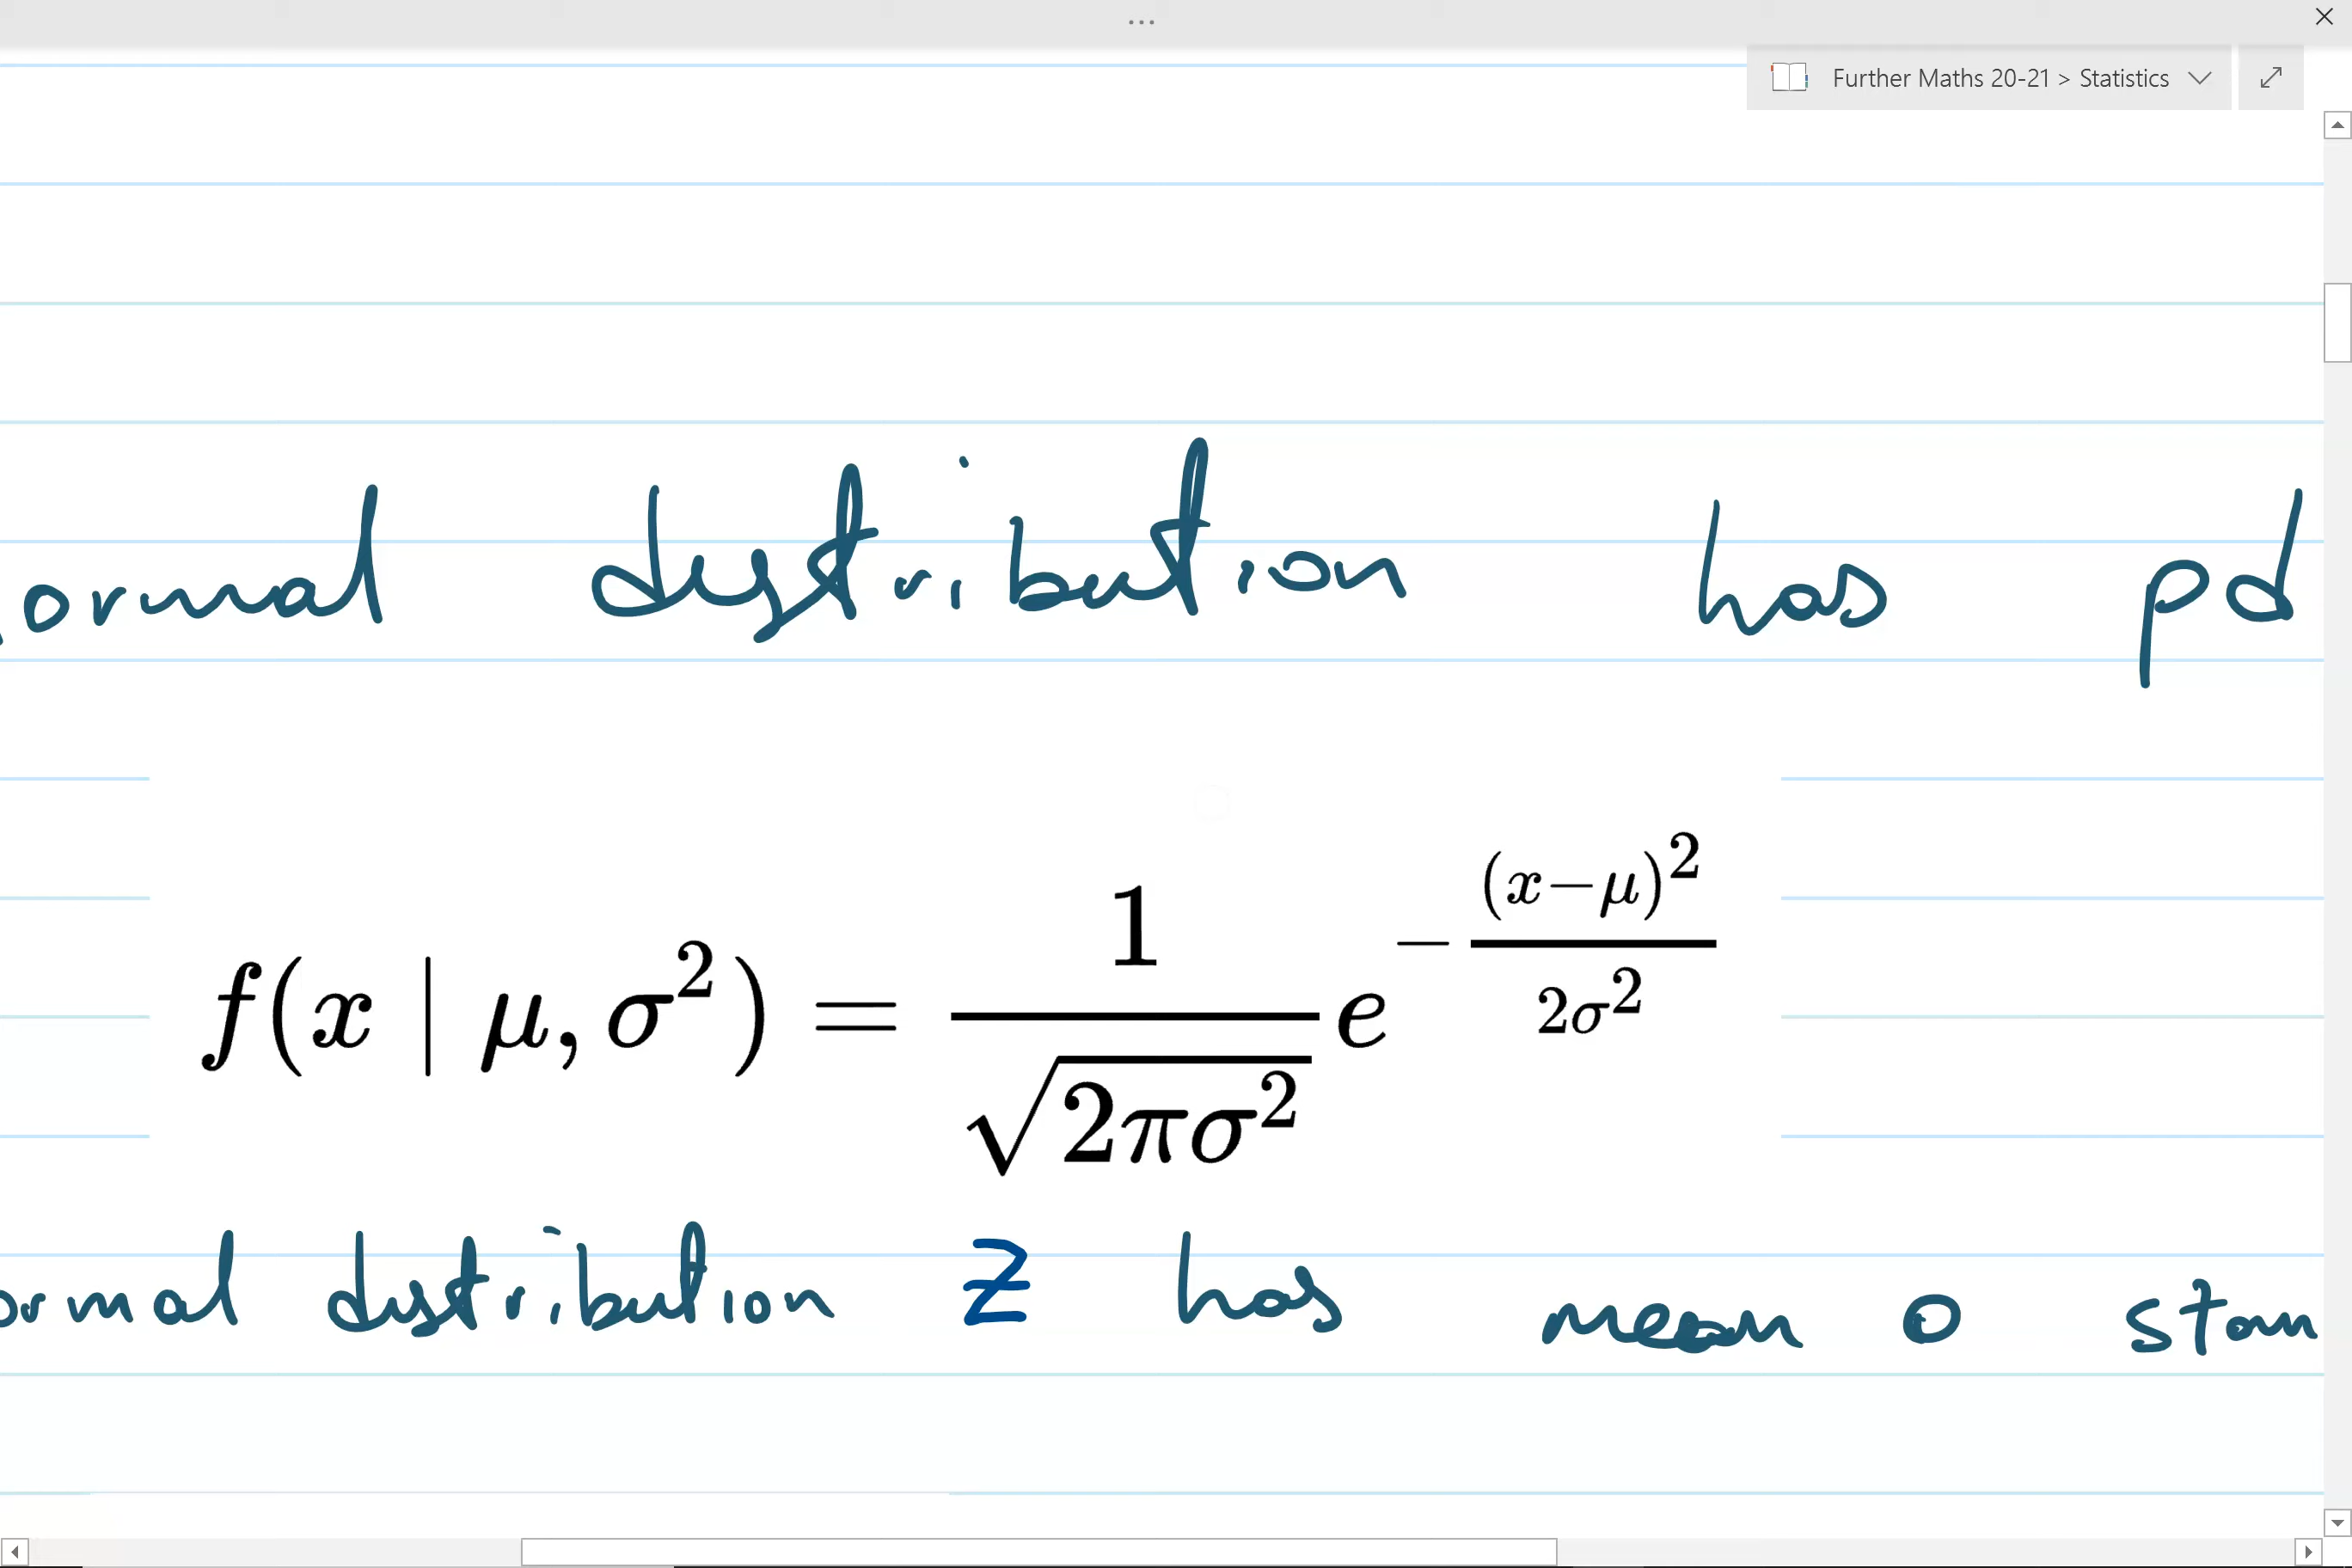 Further Maths 20-21 > Statistics
ormal distribution has pd
f(x | μ, σ²) = 1/√(2πσ²) e^(-(x-μ)²/(2σ²))
ormal distribution Z has mean 0 stan